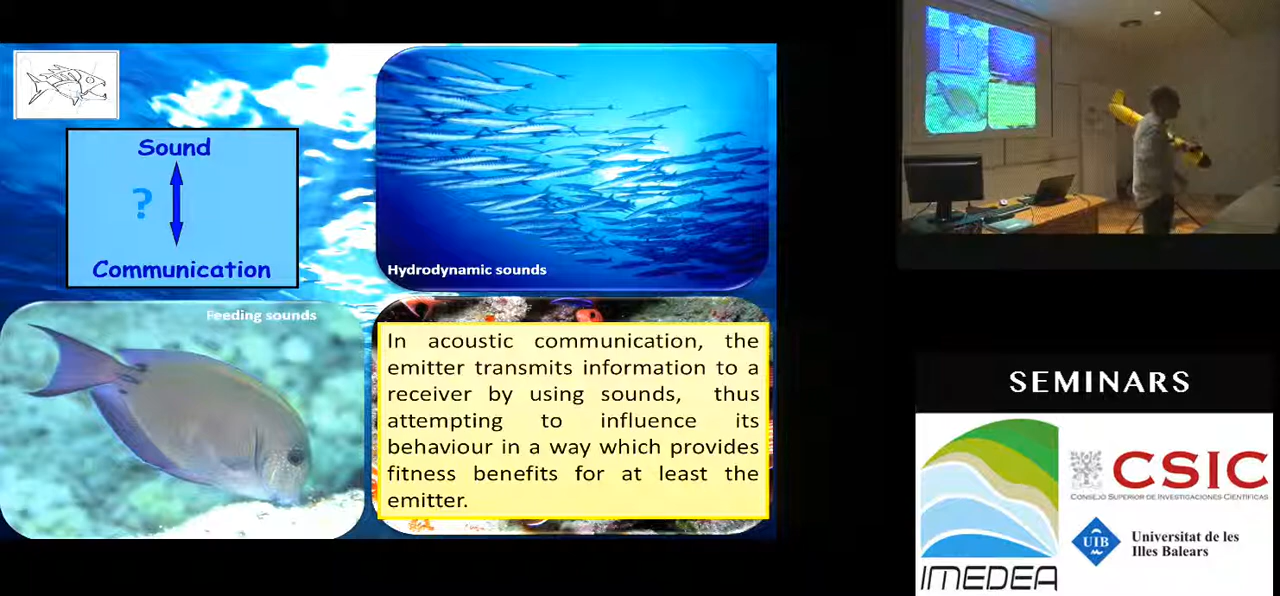 Sound
?
Communication
Hydrodynamic sounds
Feeding sounds
In acoustic communication, the
emitter transmits information to a
receiver by using sounds, thus
attempting to influence its
behaviour in a way which provides
fitness benefits for at least the
emitter.
SEMINARS
IMEDEA
CSIC
CONSEJO SUPERIOR DE INVESTIGACIONES CIENTÍFICAS
UIB
Universitat de les
Illes Balears